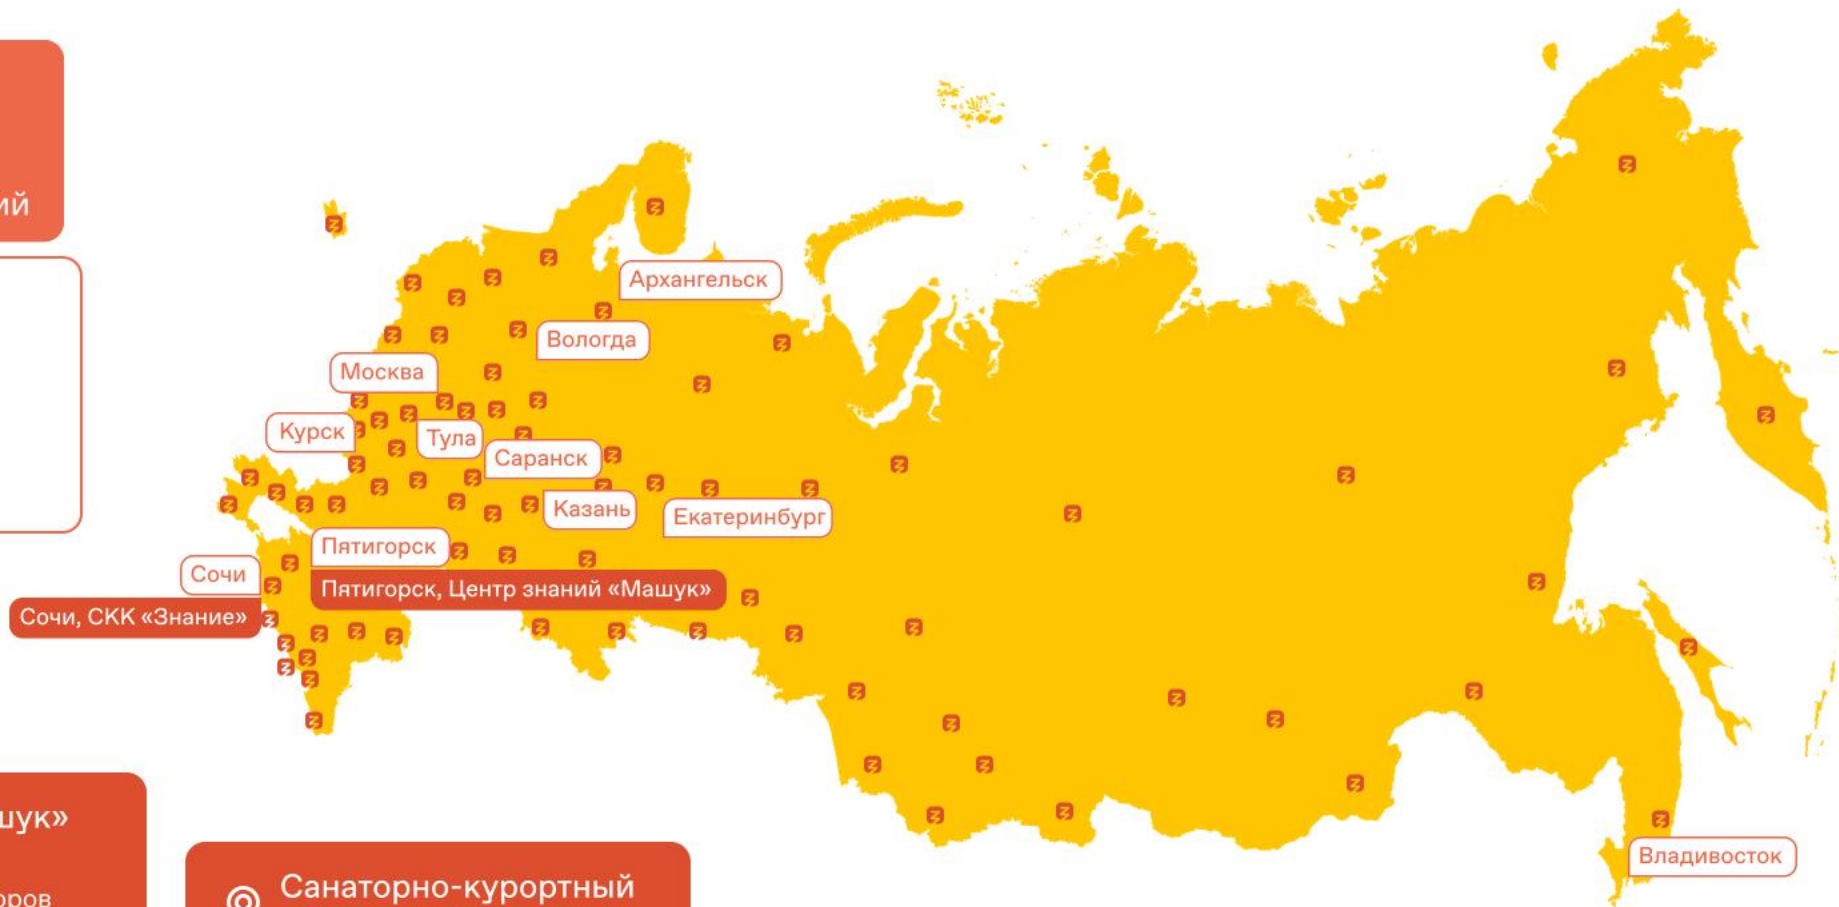 ий
Архангельск
Вологда
Москва
Курск
Тула
Саранск
Казань
Екатеринбург
Пятигорск
Сочи
Пятигорск, Центр знаний «Машук»
Сочи, СКК «Знание»
Владивосток
шук»
оров
Санаторно-курортный